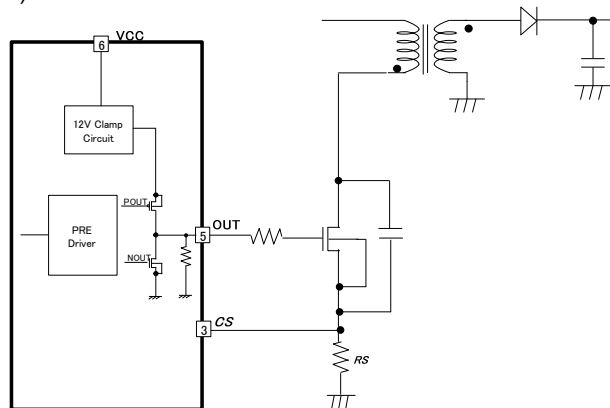 )
6 VCC
12V Clamp
Circuit
POUT
PRE
Driver
NOUT
OUT
5
CS
3
RS